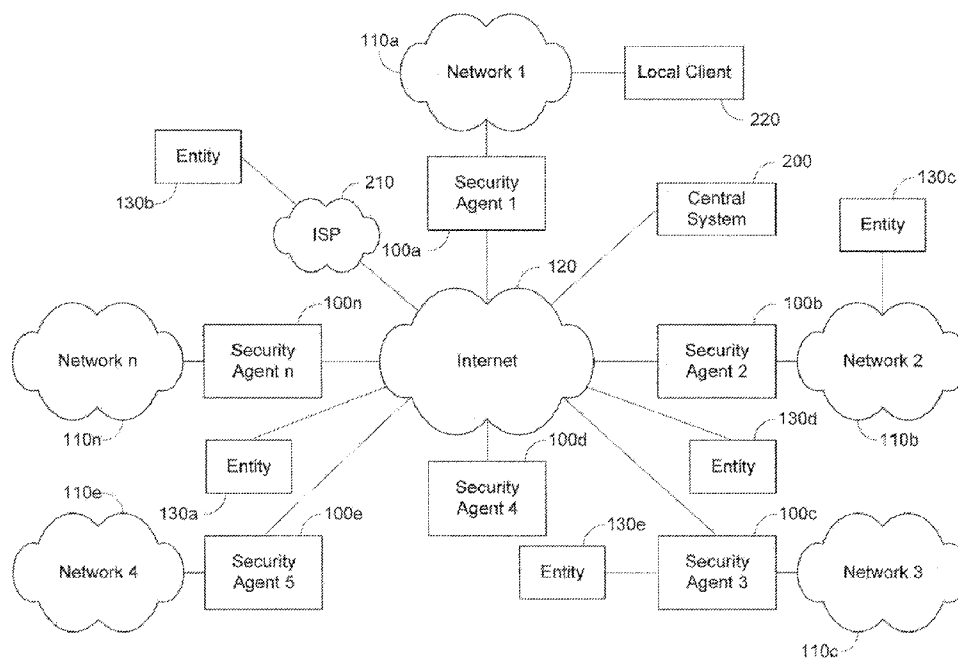 110a
Network 1
Local Client
220
Entity
130b
210
ISP
Security
Agent 1
100a
200
Central
System
130c
Entity
120
Internet
100n
Network n
Security
Agent n
110n
100b
Security
Agent 2
Network 2
110b
130d
Entity
Entity
130a
100d
Security
Agent 4
110e
Network 4
100e
Security
Agent 5
130e
Entity
100c
Security
Agent 3
Network 3
110c